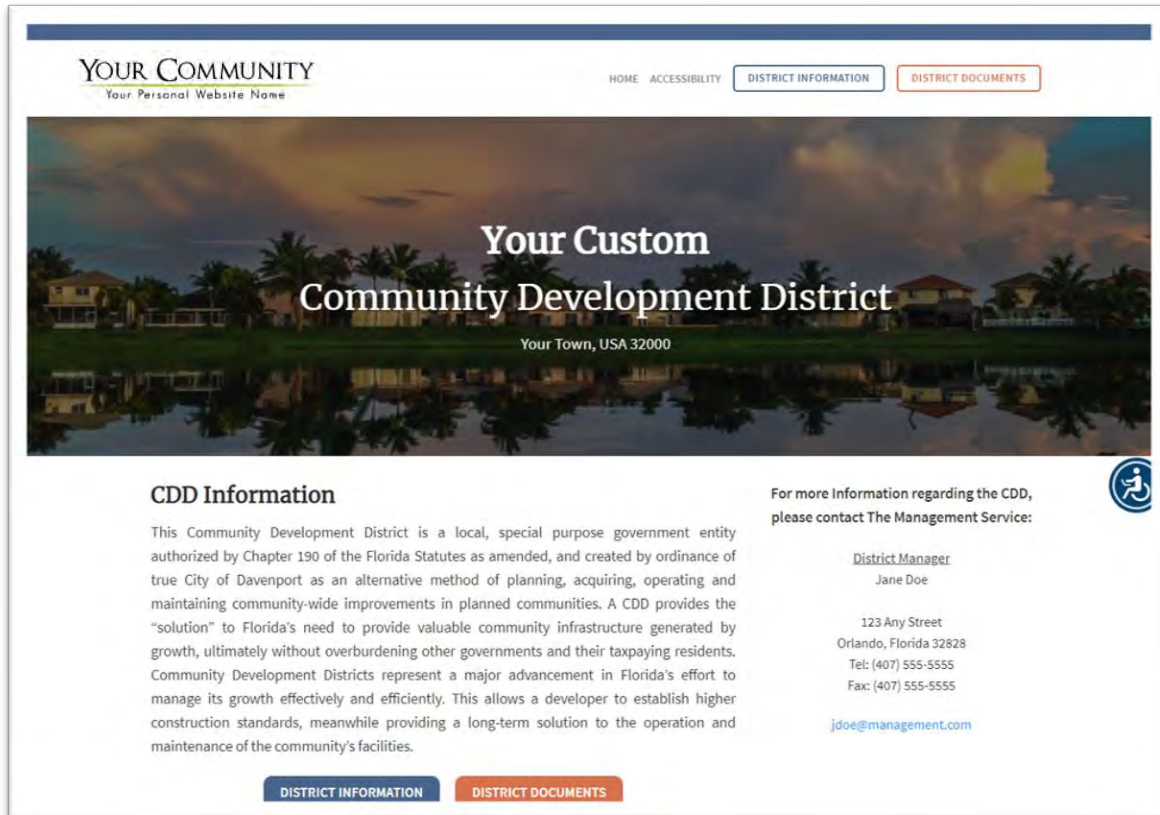 YOUR COMMUNITY
Your Personal Website Name
HOME ACCESSIBILITY DISTRICT INFORMATION DISTRICT DOCUMENTS
Your Custom
Community Development District
Your Town, USA 32000
CDD Information
This Community Development District is a local, special purpose government entity
authorized by Chapter 190 of the Florida Statutes as amended, and created by ordinance of
true City of Davenport as an alternative method of planning, acquiring, operating and
maintaining community-wide improvements in planned communities. A CDD provides the
“solution” to Florida’s need to provide valuable community infrastructure generated by
growth, ultimately without overburdening other governments and their taxpaying residents.
Community Development Districts represent a major advancement in Florida’s effort to
manage its growth effectively and efficiently. This allows a developer to establish higher
construction standards, meanwhile providing a long-term solution to the operation and
maintenance of the community’s facilities.
DISTRICT INFORMATION DISTRICT DOCUMENTS
For more Information regarding the CDD,
please contact The Management Service:
District Manager
Jane Doe
123 Any Street
Orlando, Florida 32828
Tel: (407) 555-5555
Fax: (407) 555-5555
jdoe@management.com